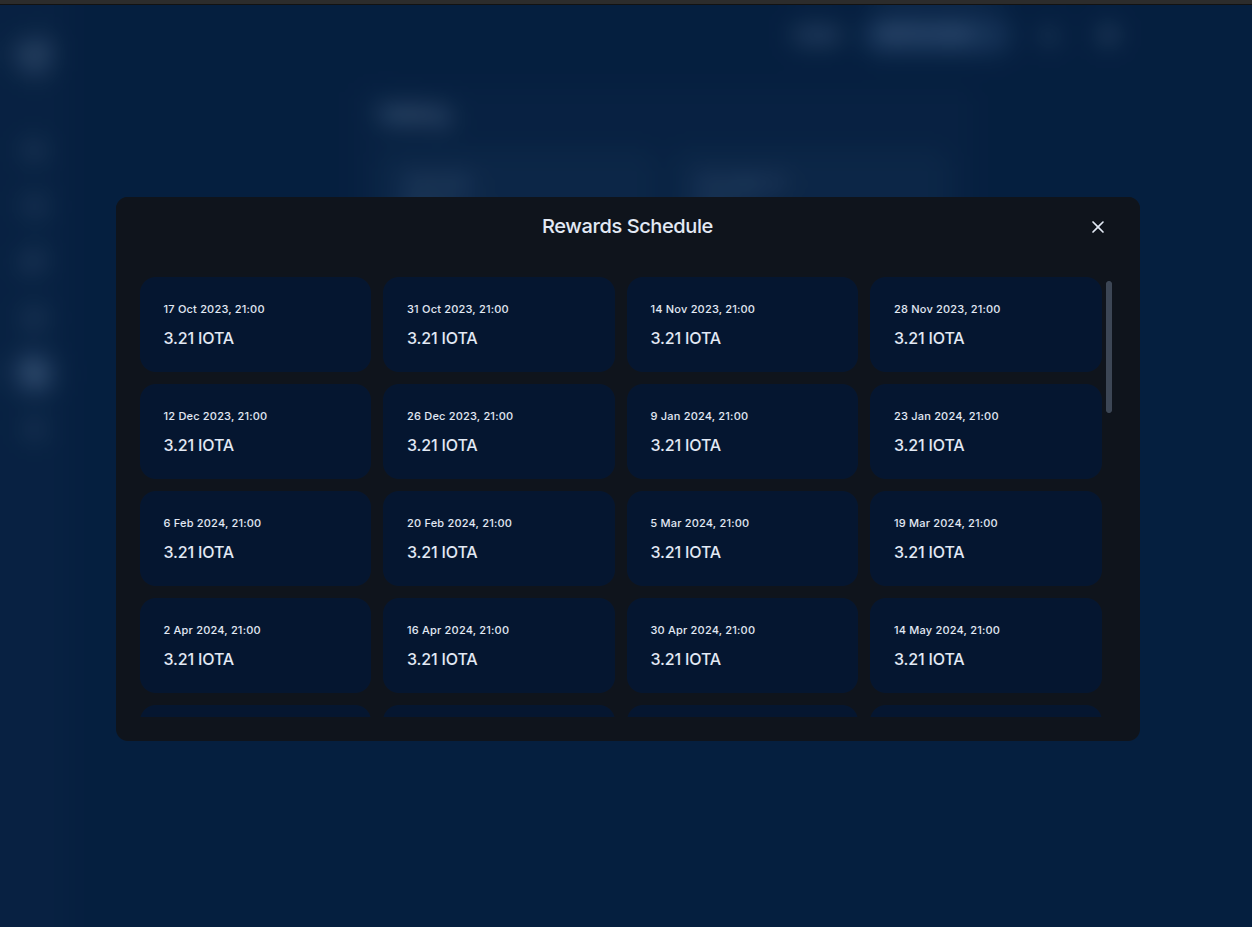 Rewards Schedule
17 Oct 2023, 21:00
3.21 IOTA
31 Oct 2023, 21:00
3.21 IOTA
14 Nov 2023, 21:00
3.21 IOTA
28 Nov 2023, 21:00
3.21 IOTA
12 Dec 2023, 21:00
3.21 IOTA
26 Dec 2023, 21:00
3.21 IOTA
9 Jan 2024, 21:00
3.21 IOTA
23 Jan 2024, 21:00
3.21 IOTA
6 Feb 2024, 21:00
3.21 IOTA
20 Feb 2024, 21:00
3.21 IOTA
5 Mar 2024, 21:00
3.21 IOTA
19 Mar 2024, 21:00
3.21 IOTA
2 Apr 2024, 21:00
3.21 IOTA
16 Apr 2024, 21:00
3.21 IOTA
30 Apr 2024, 21:00
3.21 IOTA
14 May 2024, 21:00
3.21 IOTA